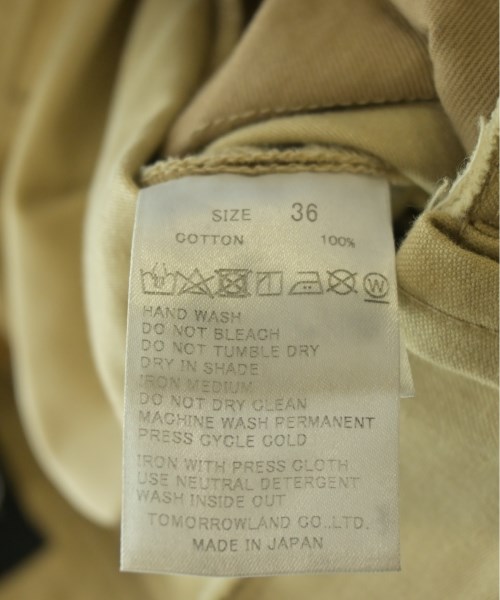 SIZE 36
COTTON 100%
W
HAND WASH
DO NOT BLEACH
DO NOT TUMBLE DRY
DRY IN SHADE
IRON MEDIUM
DO NOT DRY CLEAN
MACHINE WASH PERMANENT
PRESS CYCLE COLD
IRON WITH PRESS CLOTH
USE NEUTRAL DETERGENT
WASH INSIDE OUT
TOMORROWLAND CO.,LTD.
MADE IN JAPAN